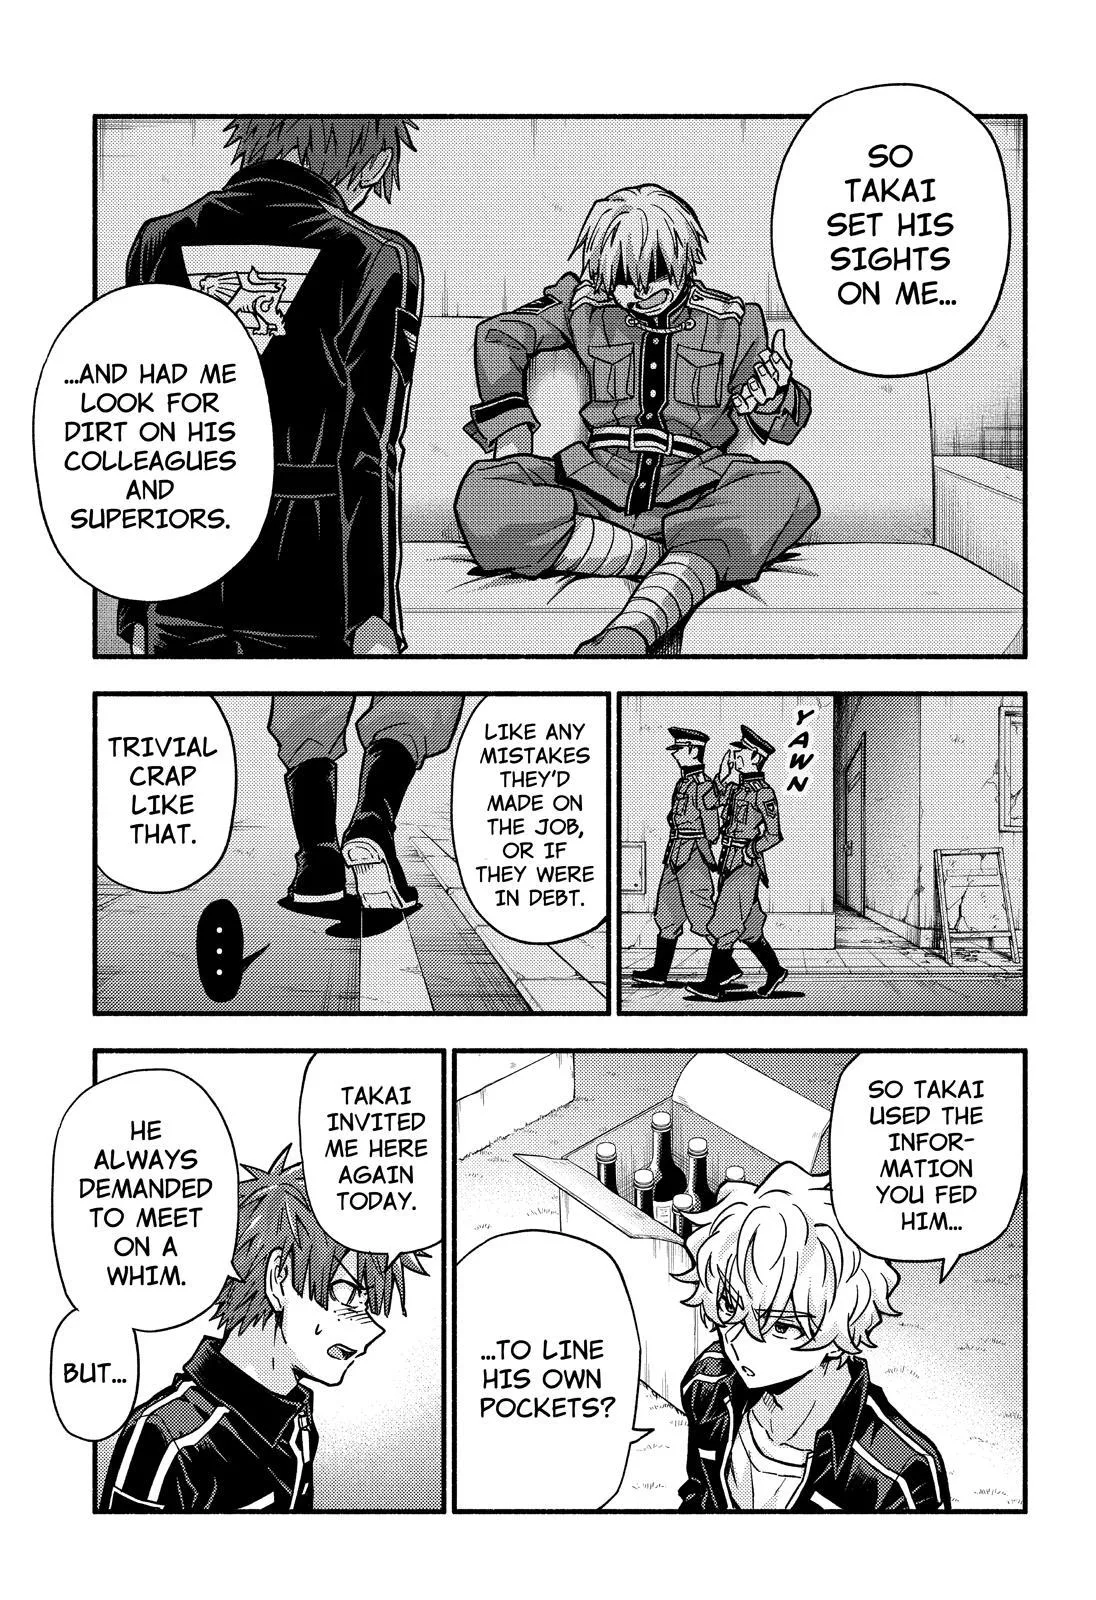 SO
TAKAI
SET HIS
SIGHTS
ON ME...
...AND HAD ME
LOOK FOR
DIRT ON HIS
COLLEAGUES
AND
SUPERIORS.
YAWN
LIKE ANY
MISTAKES
THEY'D
MADE ON
THE JOB,
OR IF
THEY WERE
IN DEBT.
TRIVIAL
CRAP
LIKE
THAT.
...
SO TAKAI
USED THE
INFOR-
MATION
YOU FED
HIM...
...TO LINE
HIS OWN
POCKETS?
TAKAI
INVITED
ME HERE
AGAIN
TODAY.
HE
ALWAYS
DEMANDED
TO MEET
ON A
WHIM.
BUT...